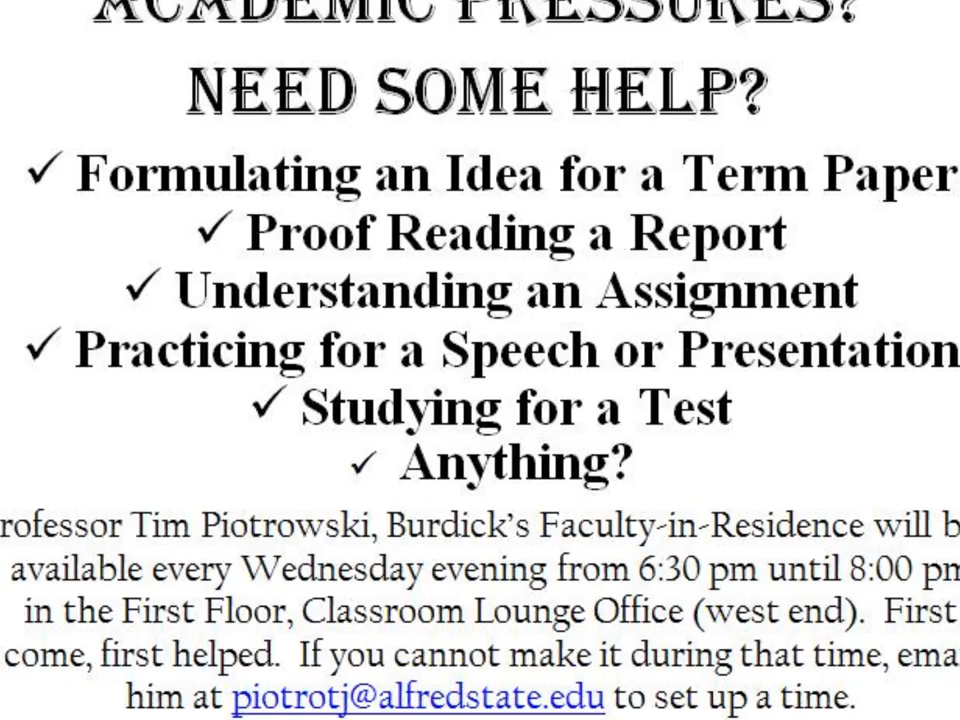 ACADEMIC PRESSURES?
NEED SOME HELP?
✓ Formulating an Idea for a Term Paper
✓ Proof Reading a Report
✓ Understanding an Assignment
✓ Practicing for a Speech or Presentation
✓ Studying for a Test
✓ Anything?
rofessor Tim Piotrowski, Burdick's Faculty-in-Residence will b
available every Wednesday evening from 6:30 pm until 8:00 pm
in the First Floor, Classroom Lounge Office (west end). First
come, first helped. If you cannot make it during that time, ema
him at piotrotj@alfredstate.edu to set up a time.